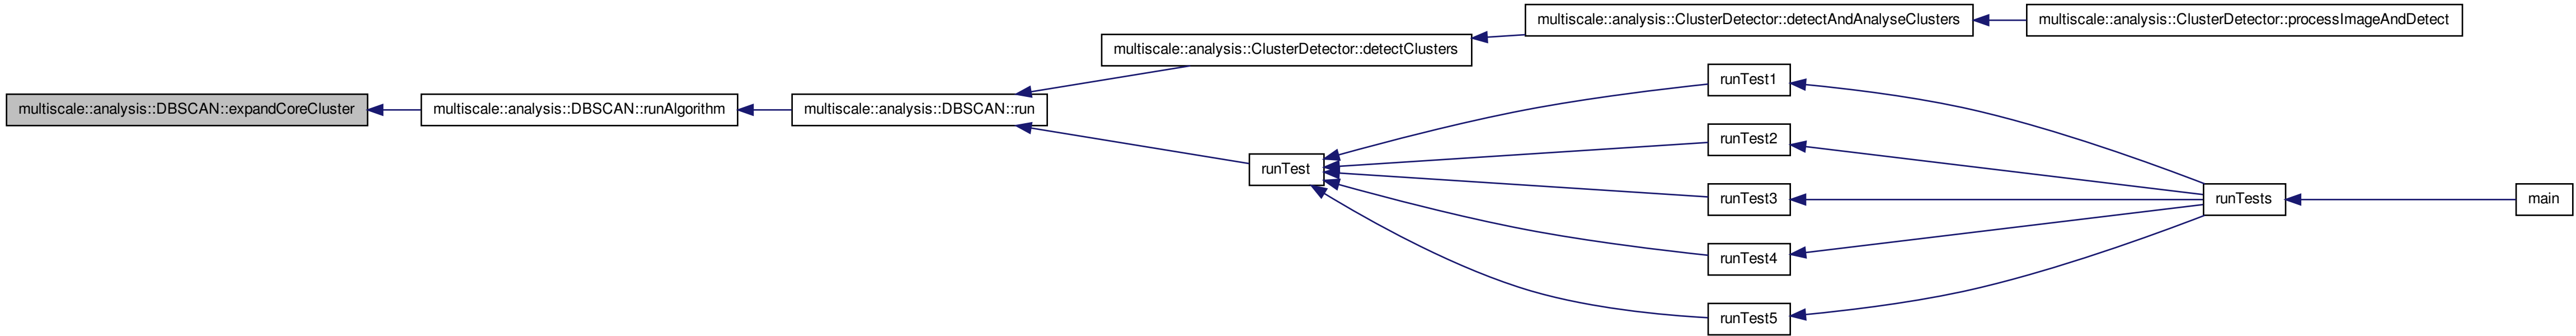 multiscale::analysis::DBSCAN::expandCoreCluster
multiscale::analysis::DBSCAN::runAlgorithm
multiscale::analysis::DBSCAN::run
multiscale::analysis::ClusterDetector::detectClusters
multiscale::analysis::ClusterDetector::detectAndAnalyseClusters
multiscale::analysis::ClusterDetector::processImageAndDetect
runTest
runTest1
runTest2
runTest3
runTest4
runTest5
runTests
main